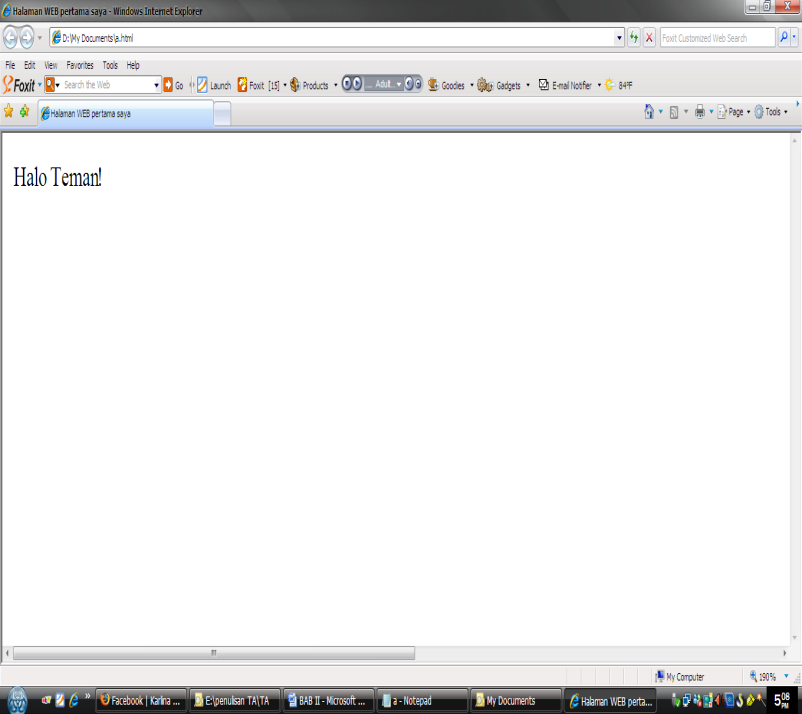 Halaman WEB pertama saya - Windows Internet Explorer
D:\My Documents\a.html
Foxit Customized Web Search
File Edit View Favorites Tools Help
Foxit Search the Web Go Launch Foxit [15] Products ... Adult... Goodies Gadgets E-mail Notifier 84°F
Halaman WEB pertama saya
Page Tools
Halo Teman!
My Computer 190%
Facebook | Karina ... E:\penulisan TA\TA BAB II - Microsoft ... a - Notepad My Documents Halaman WEB perta... 5:08 PM